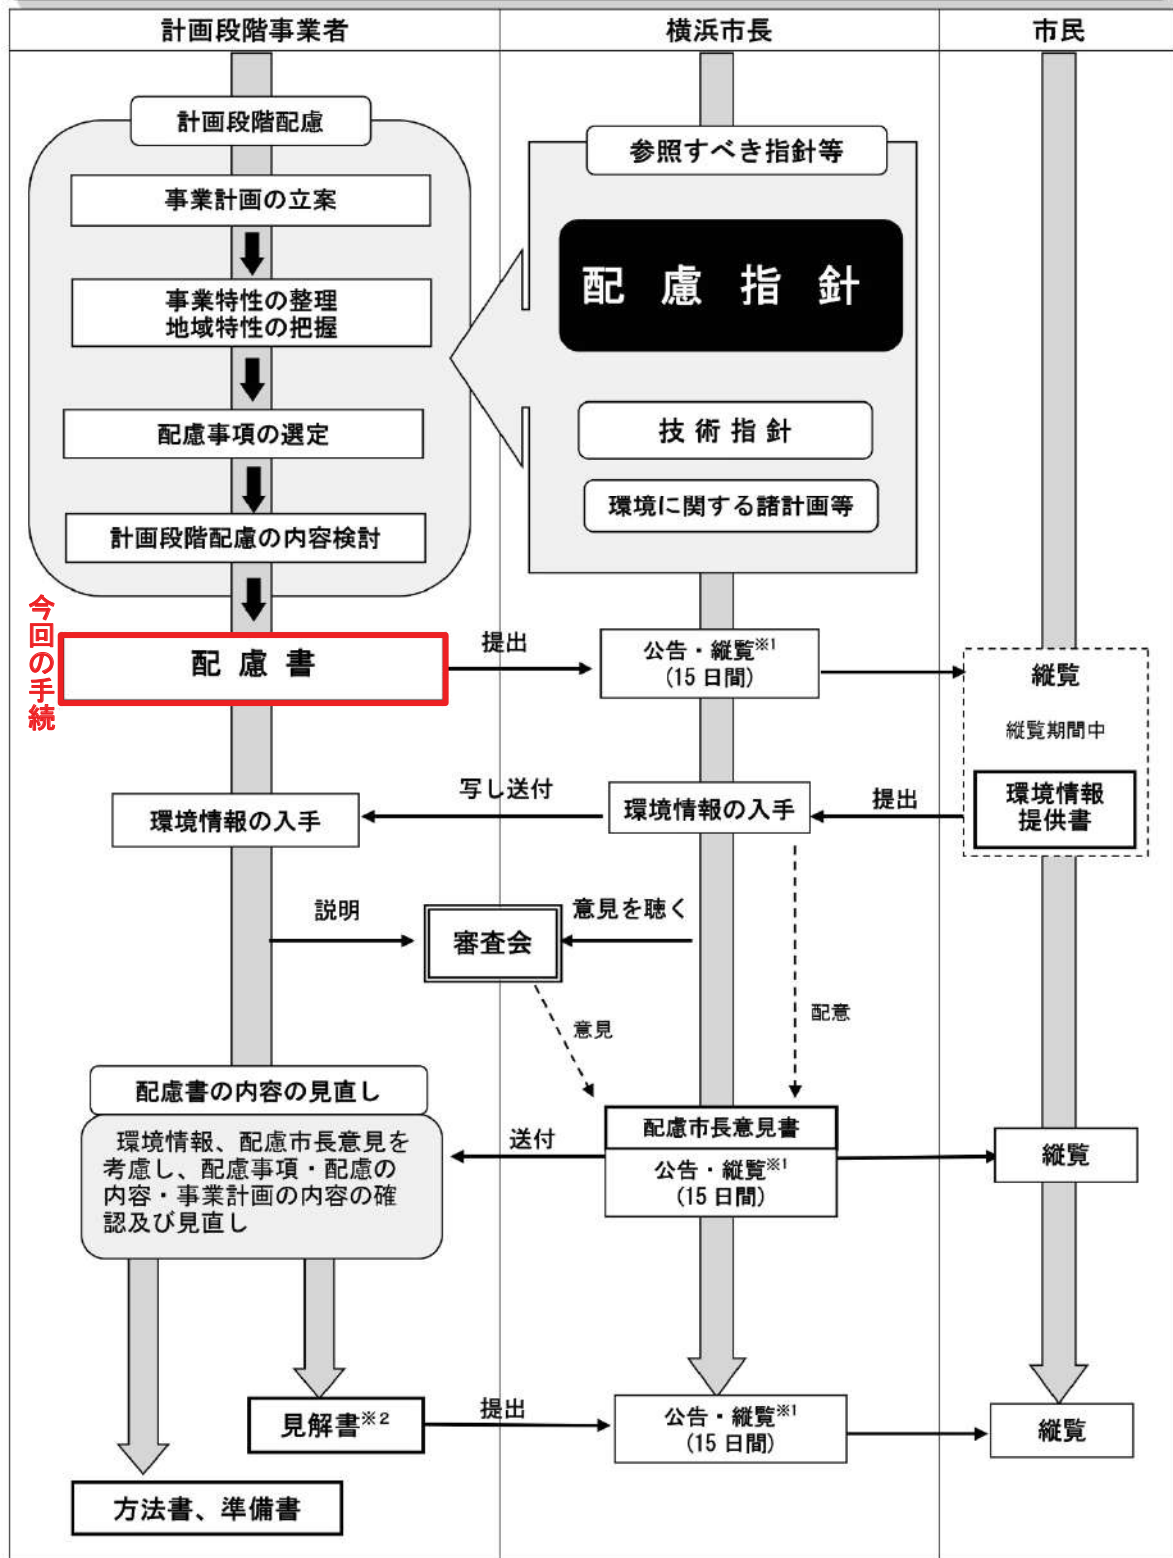 計画段階事業者
横浜市長
市民
計画段階配慮
事業計画の立案
事業特性の整理
地域特性の把握
配慮事項の選定
計画段階配慮の内容検討
参照すべき指針等
配慮指針
技術指針
環境に関する諸計画等
今回の手続
配慮書
提出
公告・縦覧※1
(15日間)
縦覧
縦覧期間中
環境情報
提供書
提出
環境情報の入手
写し送付
環境情報の入手
説明
審査会
意見を聴く
意見
配意
配慮書の内容の見直し
環境情報、配慮市長意見を
考慮し、配慮事項・配慮の
内容・事業計画の内容の確
認及び見直し
送付
配慮市長意見書
公告・縦覧※1
(15日間)
縦覧
見解書※2
提出
公告・縦覧※1
(15日間)
縦覧
方法書、準備書